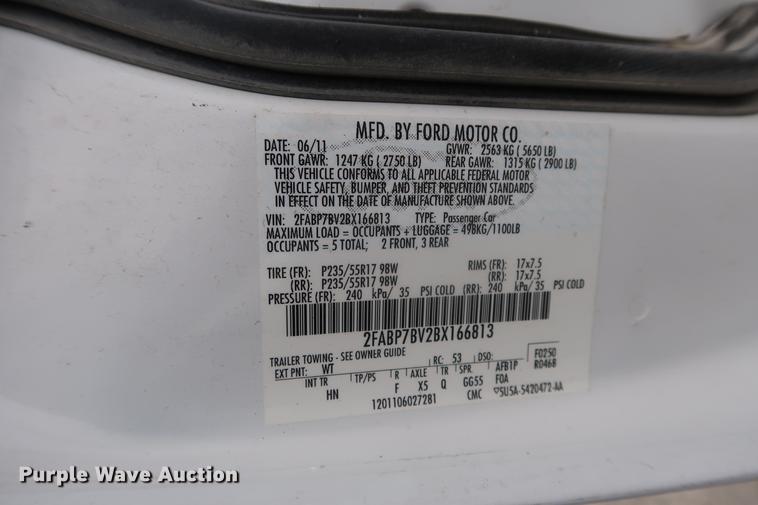 MFD. BY FORD MOTOR CO.
DATE: 06/11 GVWR: 2563 KG ( 5650 LB)
FRONT GAWR: 1247 KG ( 2750 LB) REAR GAWR: 1315 KG ( 2900 LB)
THIS VEHICLE CONFORMS TO ALL APPLICABLE FEDERAL MOTOR
VEHICLE SAFETY, BUMPER, AND THEFT PREVENTION STANDARDS
IN EFFECT ON THE DATE OF MANUFACTURE SHOWN ABOVE.
VIN: 2FABP7BV2BX166813 TYPE: Passenger Car
MAXIMUM LOAD = OCCUPANTS + LUGGAGE = 498KG/1100LB
OCCUPANTS = 5 TOTAL; 2 FRONT, 3 REAR
TIRE (FR): P235/55R17 98W RIMS (FR): 17x7.5
(RR): P235/55R17 98W (RR): 17x7.5
PRESSURE (FR): 240 kPa/ 35 PSI COLD (RR): 240 kPa/ 35 PSI COLD
2FABP7BV2BX166813
TRAILER TOWING - SEE OWNER GUIDE RC: 53 DSO: F0250
EXT PNT: WT R046B
INT TR TP/PS R AXLE TR SPR AFB1P
HN F X5 Q GG55 FOA
1201106027281 CMC 5U5A-5420472-AA
Purple Wave Auction